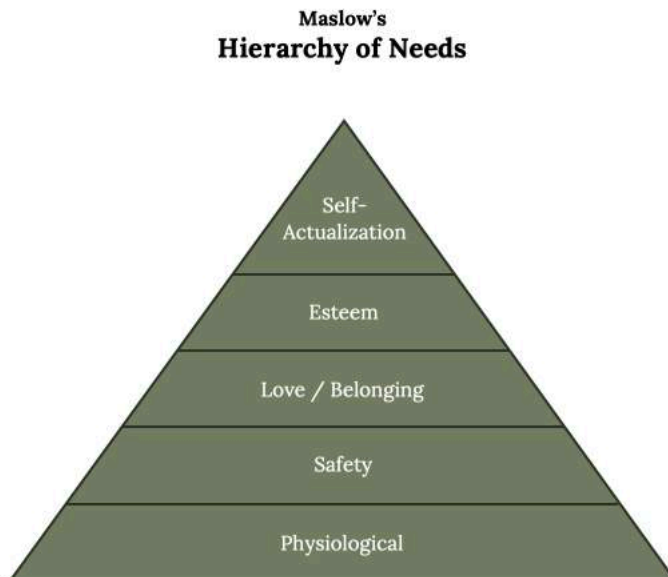 Maslow’s
Hierarchy of Needs
Self-
Actualization
Esteem
Love / Belonging
Safety
Physiological